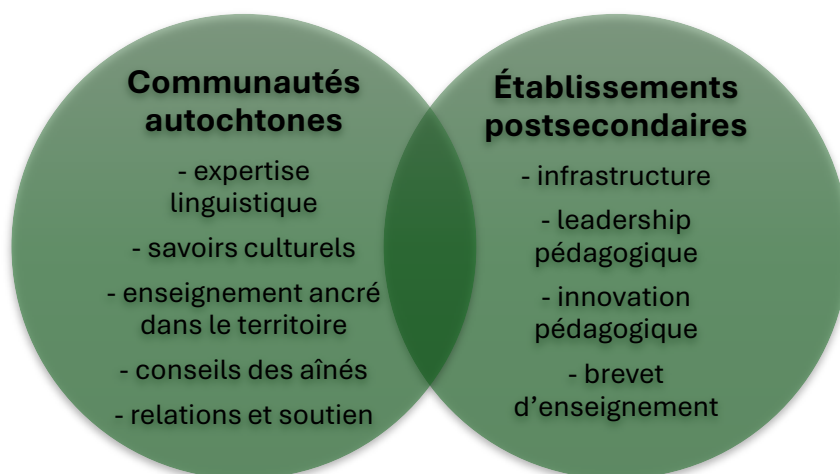 Communautés
autochtones
- expertise
linguistique
- savoirs culturels
- enseignement ancré
dans le territoire
- conseils des aînés
- relations et soutien
Établissements
postsecondaires
- infrastructure
- leadership
pédagogique
- innovation
pédagogique
- brevet
d’enseignement